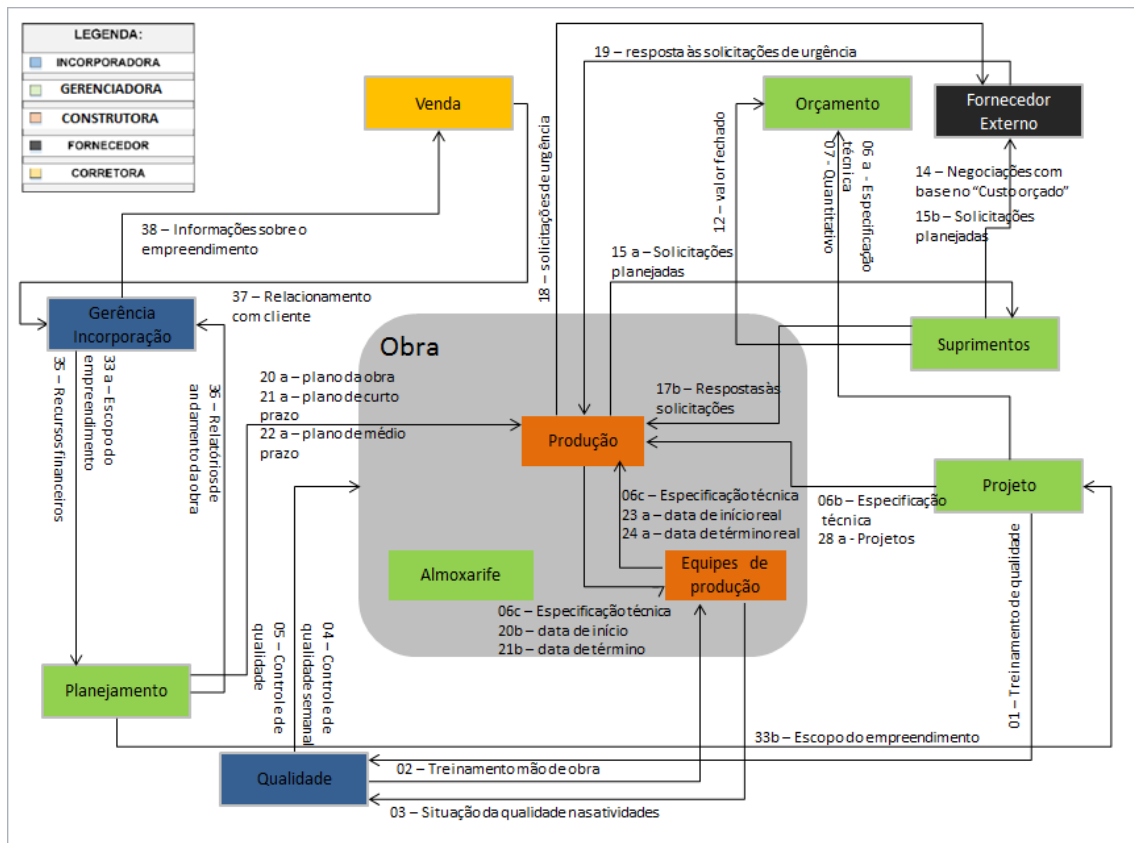 LEGENDA:
INCORPORADORA
GERENCIADORA
CONSTRUTORA
FORNECEDOR
CORRETORA
Venda
19 – resposta às solicitações de urgência
Orçamento
Fornecedor
Externo
18 – solicitações de urgência
12 – valor fechado
06 a - Especificação
técnica
07 - Quantitativo
14 – Negociações com
base no “Custo orçado”
15b – Solicitações
planejadas
38 – Informações sobre o
empreendimento
15 a – Solicitações
planejadas
37 – Relacionamento
com cliente
Gerência
Incorporação
Obra
Suprimentos
33 a – Escopo do
empreendimento
35 – Recursos financeiros
36 – Relatórios de
andamento da obra
20 a – plano da obra
21 a – plano de curto
prazo
22 a – plano de médio
prazo
17b – Respostas às
solicitações
Produção
Projeto
06c – Especificação técnica
23 a – data de início real
24 a – data de término real
06b – Especificação
técnica
28 a - Projetos
Almoxarife
Equipes de
produção
06c – Especificação técnica
20b – data de início
21b – data de término
01 – Treinamento de qualidade
04 – Controle de
qualidade semanal
05 – Controle de
qualidade
Planejamento
33b – Escopo do empreendimento
Qualidade
02 – Treinamento mão de obra
03 – Situação da qualidade nas atividades